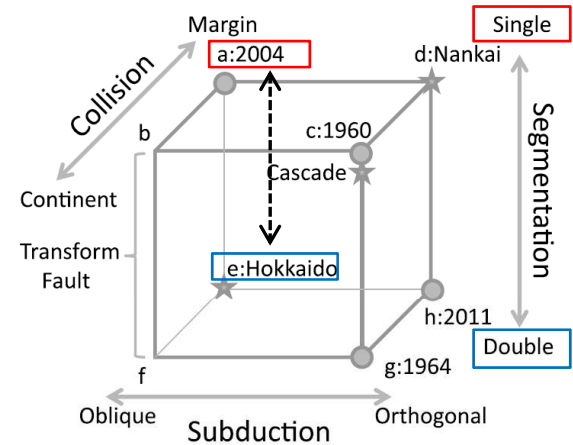 Margin
Single
a:2004
d:Nankai
Collision
b
c:1960
Cascade
Segmentation
Continent
Transform
Fault
e:Hokkaido
h:2011
Double
f
g:1964
Oblique
Orthogonal
Subduction